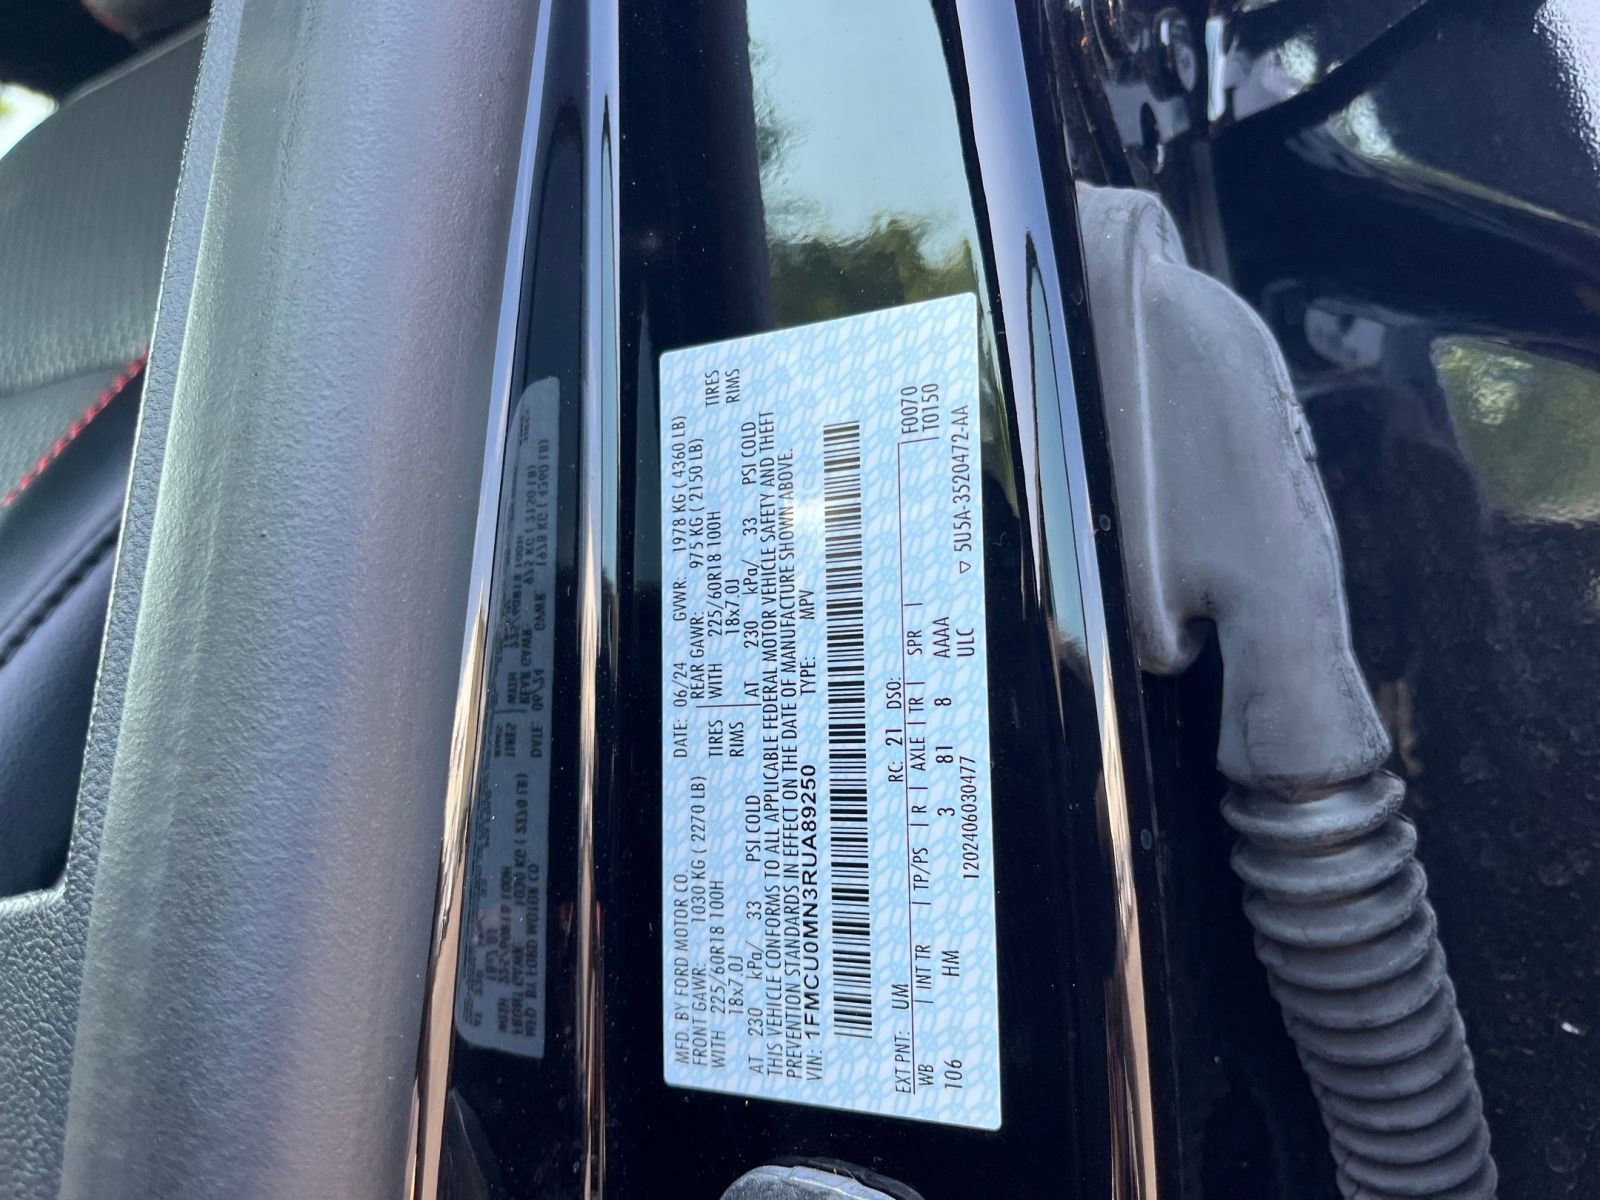 MFD. BY FORD MOTOR CO. DATE: 06/24 GVWR: 1978 KG ( 4360 LB)
FRONT GAWR: 1030 KG ( 2270 LB) REAR GAWR: 975 KG ( 2150 LB)
WITH 225/60R18 100H TIRES WITH 225/60R18 100H TIRES
18x7.0J RIMS 18x7.0J RIMS
AT 230 kPa/ 33 PSI COLD AT 230 kPa/ 33 PSI COLD
THIS VEHICLE CONFORMS TO ALL APPLICABLE FEDERAL MOTOR VEHICLE SAFETY AND THEFT
PREVENTION STANDARDS IN EFFECT ON THE DATE OF MANUFACTURE SHOWN ABOVE.
VIN: 1FMCU0MN3RUA89250 TYPE: MPV
EXT PNT: UM RC: 21 DSO: F0070
WB | INT TR | TP/PS | R | AXLE | TR | SPR | T0150
106 HM 3 81 8 AAAA
120240603047​7 ULC ▽ 5U5A-3520472-AA